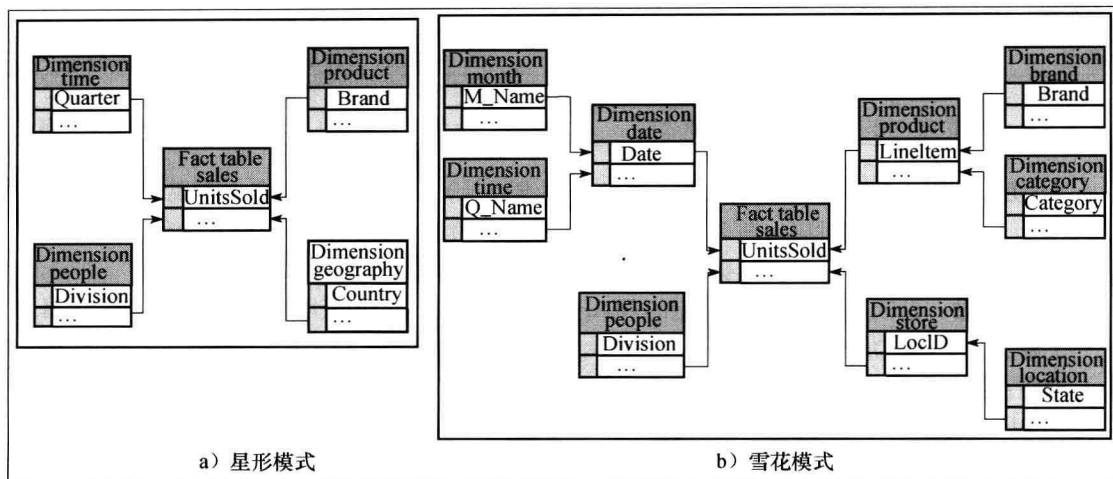 Dimension
time
Quarter
...
Dimension
product
Brand
...
Fact table
sales
UnitsSold
...
Dimension
people
Division
...
Dimension
geography
Country
...
a）星形模式
Dimension
month
M_Name
...
Dimension
time
Q_Name
...
Dimension
date
Date
...
Fact table
sales
UnitsSold
...
Dimension
people
Division
...
Dimension
product
LineItem
...
Dimension
brand
Brand
...
Dimension
category
Category
...
Dimension
store
LocID
...
Dimension
location
State
...
b）雪花模式